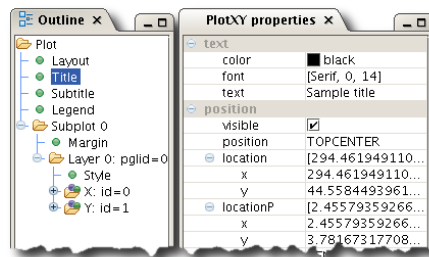 Outline
Plot
Layout
Title
Subtitle
Legend
Subplot 0
Margin
Layer 0: pglid=0
Style
X: id=0
Y: id=1
PlotXY properties
text
color black
font [Serif, 0, 14]
text Sample title
position
visible
position TOPCENTER
location [294.461949110...
x 294.461949110...
y 44.5584493961...
locationP [2.45579359266...
x 2.45579359266...
y 3.78167317708...